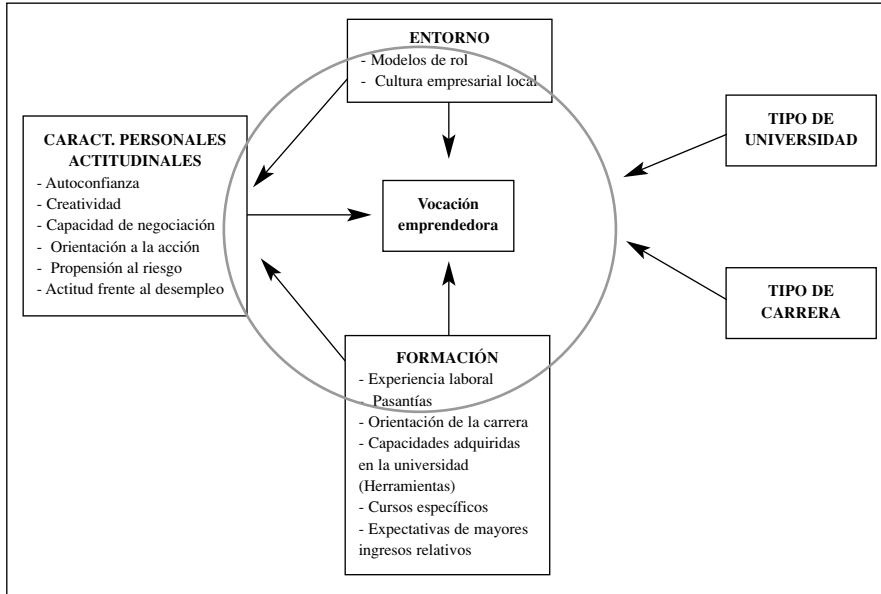 ENTORNO
- Modelos de rol
- Cultura empresarial local
CARACT. PERSONALES
ACTITUDINALES
- Autoconfianza
- Creatividad
- Capacidad de negociación
- Orientación a la acción
- Propensión al riesgo
- Actitud frente al desempleo
Vocación
emprendedora
TIPO DE
UNIVERSIDAD
TIPO DE
CARRERA
FORMACIÓN
- Experiencia laboral
- Pasantías
- Orientación de la carrera
- Capacidades adquiridas
en la universidad
(Herramientas)
- Cursos específicos
- Expectativas de mayores
ingresos relativos